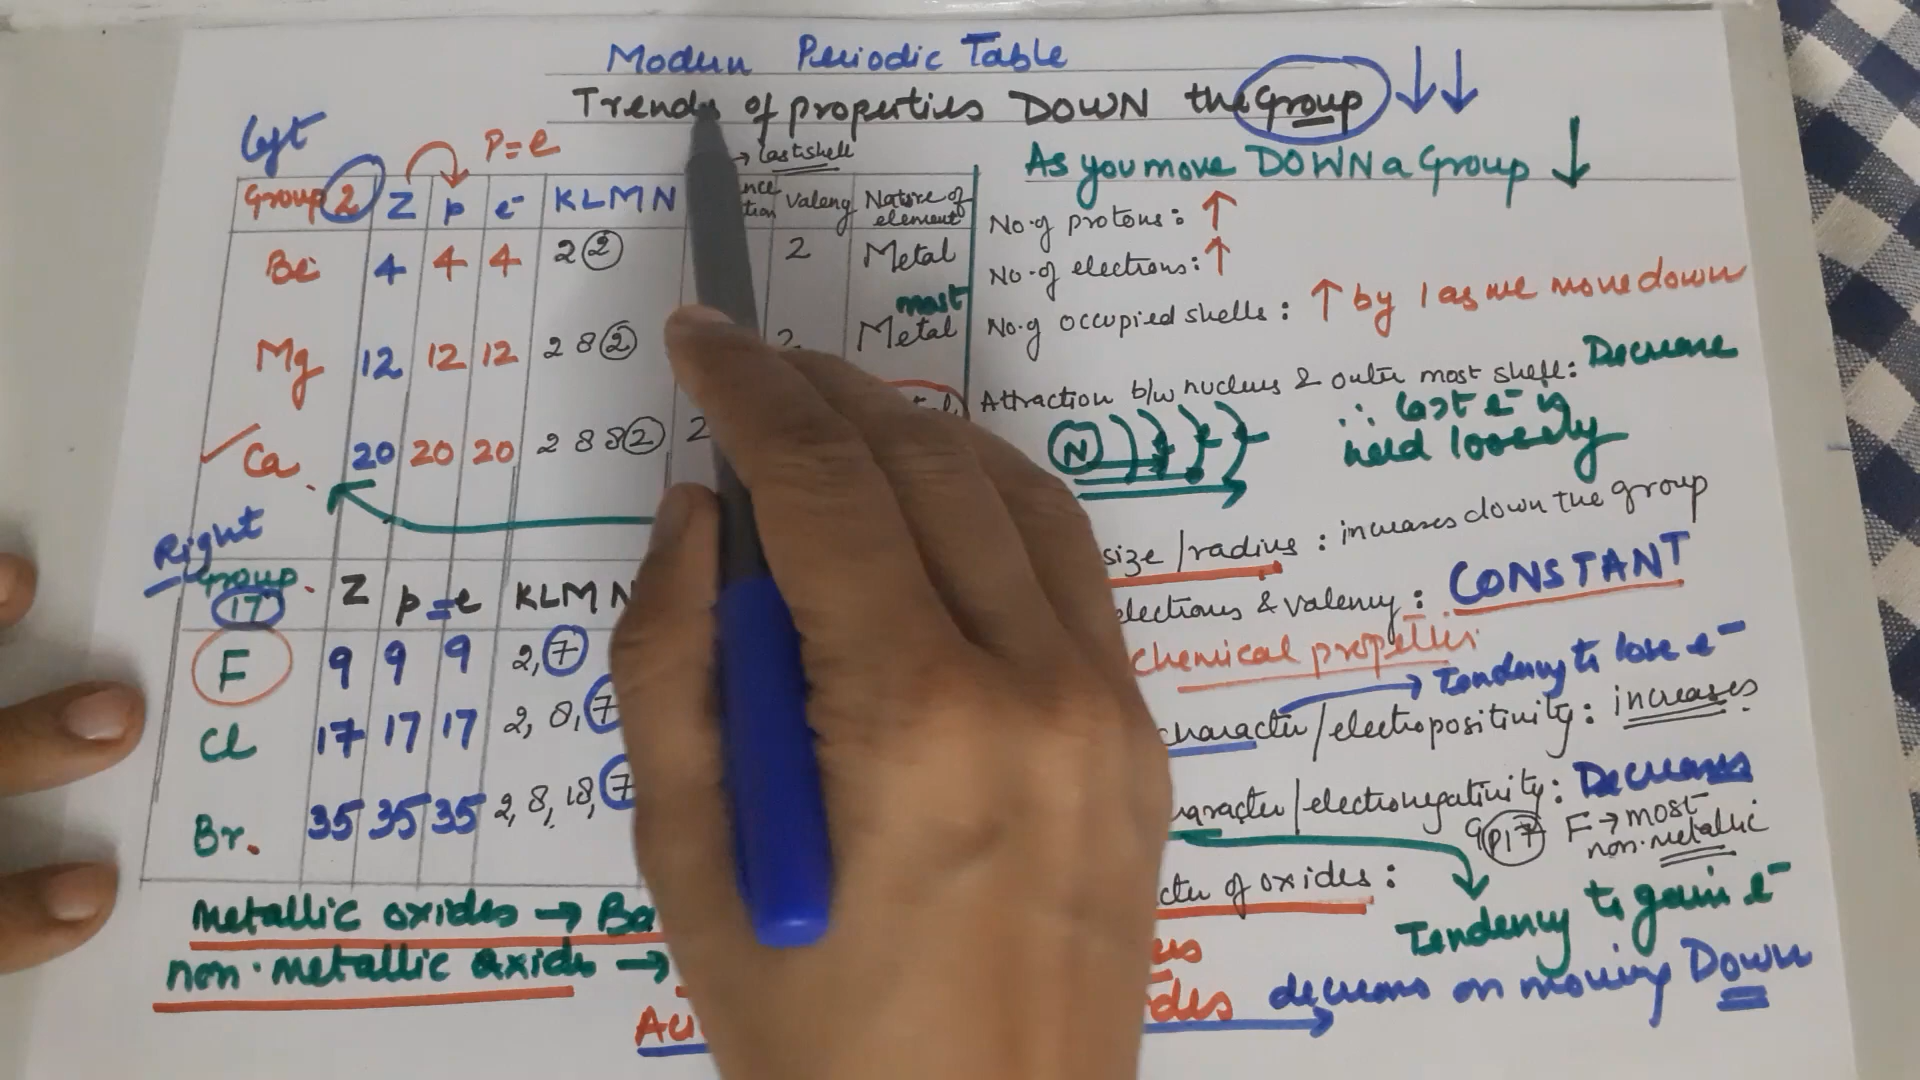 Modern Periodic Table
Trends of properties DOWN the Group
left
P = e
→ last shell
Group 2 Z p e⁻ K L M N Valency Nature of element
Be 4 4 4 2 2 2 Metal
Mg 12 12 12 2 8 2 2 most Metal
Ca 20 20 20 2 8 8 2 2
Right
Group 17 Z p = e K L M N
F 9 9 9 2, 7
Cl 17 17 17 2, 8, 7
Br. 35 35 35 2, 8, 18, 7
Metallic oxides →
non-metallic oxides →
As you move DOWN a Group ↓
No. of protons: ↑
No. of electrons: ↑
No. of occupied shells: ↑ by 1 as we move down
Attraction b/w nucleus & outer most shell: Decrease
N
∴ last e⁻ is
held loosely
size/radius: increases down the group
electrons & valency: CONSTANT
chemical properties
→ Tendency to lose e⁻
character/electropositivity: increases
character/electronegativity: Decreases
gp 17 F → most
non-metallic
of oxides:
Tendency to gain e⁻
decreases on moving Down